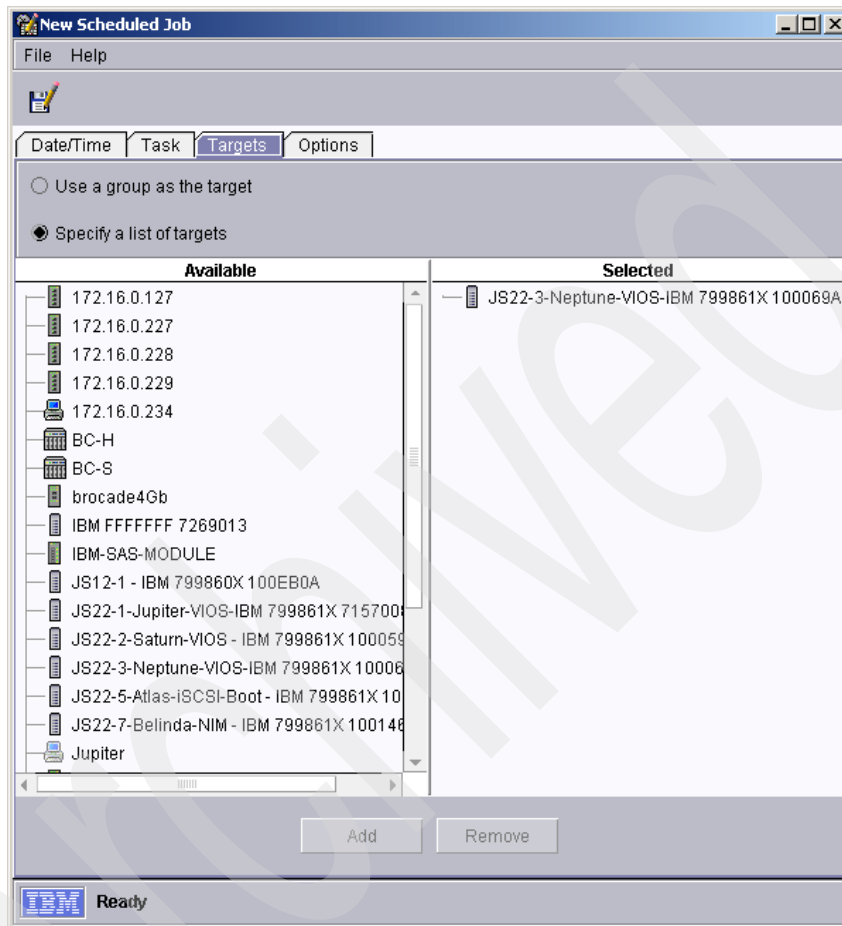 New Scheduled Job
File Help
Date/Time Task Targets Options
Use a group as the target
Specify a list of targets
Available
172.16.0.127
172.16.0.227
172.16.0.228
172.16.0.229
172.16.0.234
BC-H
BC-S
brocade4Gb
IBM FFFFFFF 7269013
IBM-SAS-MODULE
JS12-1 - IBM 799860X 100EB0A
JS22-1-Jupiter-VIOS-IBM 799861X 715700
JS22-2-Saturn-VIOS - IBM 799861X 100059
JS22-3-Neptune-VIOS-IBM 799861X 10006
JS22-5-Atlas-iSCSI-Boot - IBM 799861X 10
JS22-7-Belinda-NIM - IBM 799861X 100146
Jupiter
Selected
JS22-3-Neptune-VIOS-IBM 799861X 100069A
Add Remove
IBM Ready
archived